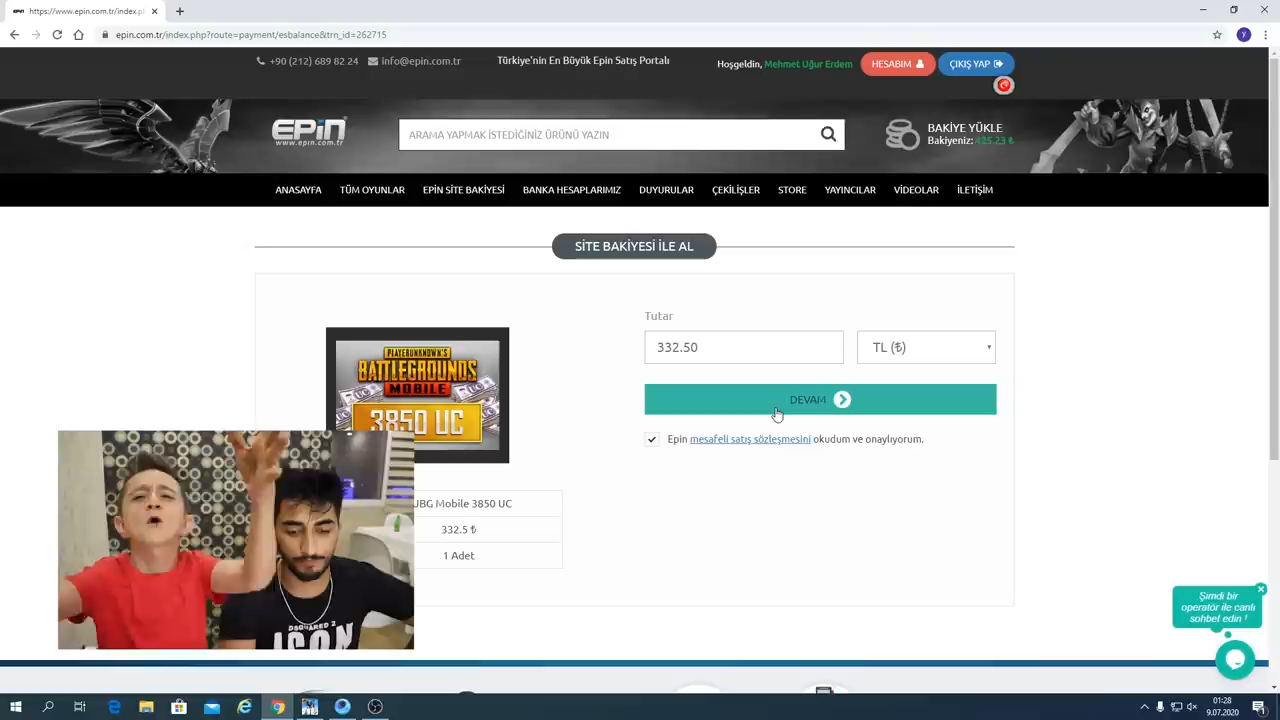 https://www.epin.com.tr/index.p
epin.com.tr/index.php?route=payment/esbalance&trn_id=262715
+90 (212) 689 82 24
info@epin.com.tr
Türkiye'nin En Büyük Epin Satış Portalı
Hoşgeldin, Mehmet Uğur Erdem
HESABIM
ÇIKIŞ YAP
EPİN
www.epin.com.tr
ARAMA YAPMAK İSTEDİĞİNİZ ÜRÜNÜ YAZIN
BAKİYE YÜKLE
Bakiyeniz: 425.23 ₺
ANASAYFA TÜM OYUNLAR EPİN SİTE BAKİYESİ BANKA HESAPLARIMIZ DUYURULAR ÇEKİLİŞLER STORE YAYINCILAR VİDEOLAR İLETİŞİM
SİTE BAKİYESİ İLE AL
PLAYERUNKNOWN'S
BATTLEGROUNDS
MOBILE
3850 UC
Tutar
332.50
TL (₺)
DEVAM
Epin mesafeli satış sözleşmesini okudum ve onaylıyorum.
UBG Mobile 3850 UC
332.5 ₺
1 Adet
DSQUARED 2
ICON
Şimdi bir
operatör ile canlı
sohbet edin !
01:28
9.07.2020